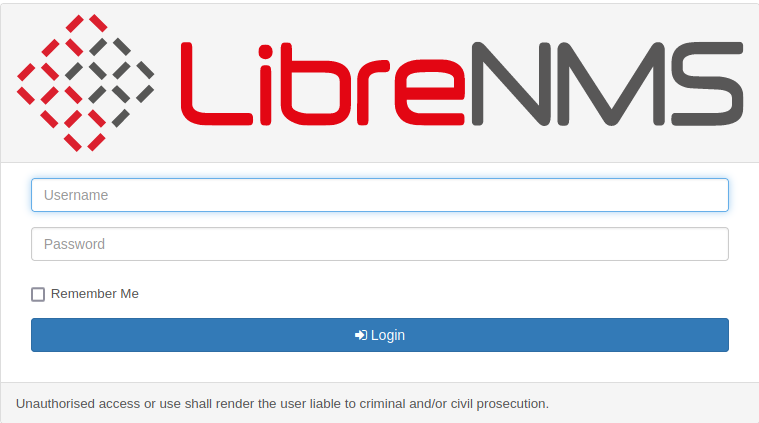 LibreNMS
Username
Password
Remember Me
Login
Unauthorised access or use shall render the user liable to criminal and/or civil prosecution.